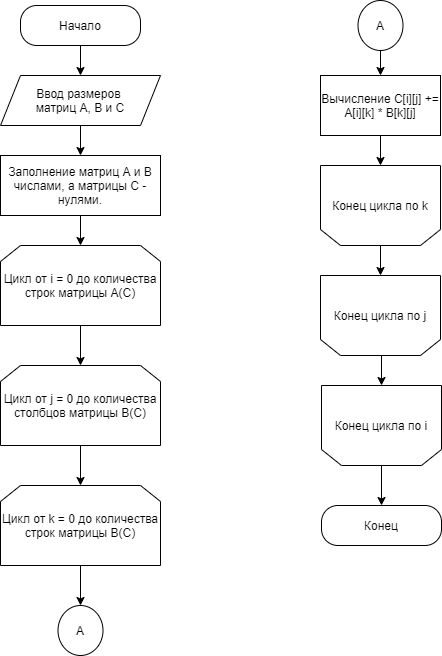 Начало
Ввод размеров
матриц A, B и C
Заполнение матриц A и B
числами, а матрицы C -
нулями.
Цикл от i = 0 до количества
строк матрицы A(C)
Цикл от j = 0 до количества
столбцов матрицы B(C)
Цикл от k = 0 до количества
строк матрицы B(C)
A
A
Вычисление C[i][j] +=
A[i][k] * B[k][j]
Конец цикла по k
Конец цикла по j
Конец цикла по i
Конец